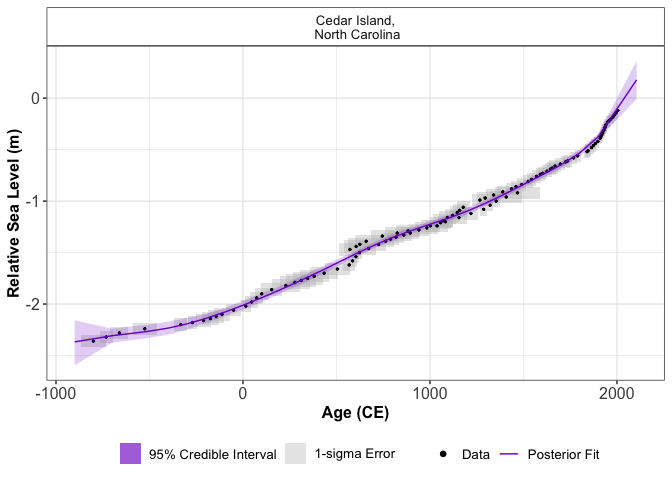 Cedar Island,
North Carolina
Relative Sea Level (m)
0
-1
-2
-1000
0
1000
2000
Age (CE)
95% Credible Interval
1-sigma Error
Data
Posterior Fit